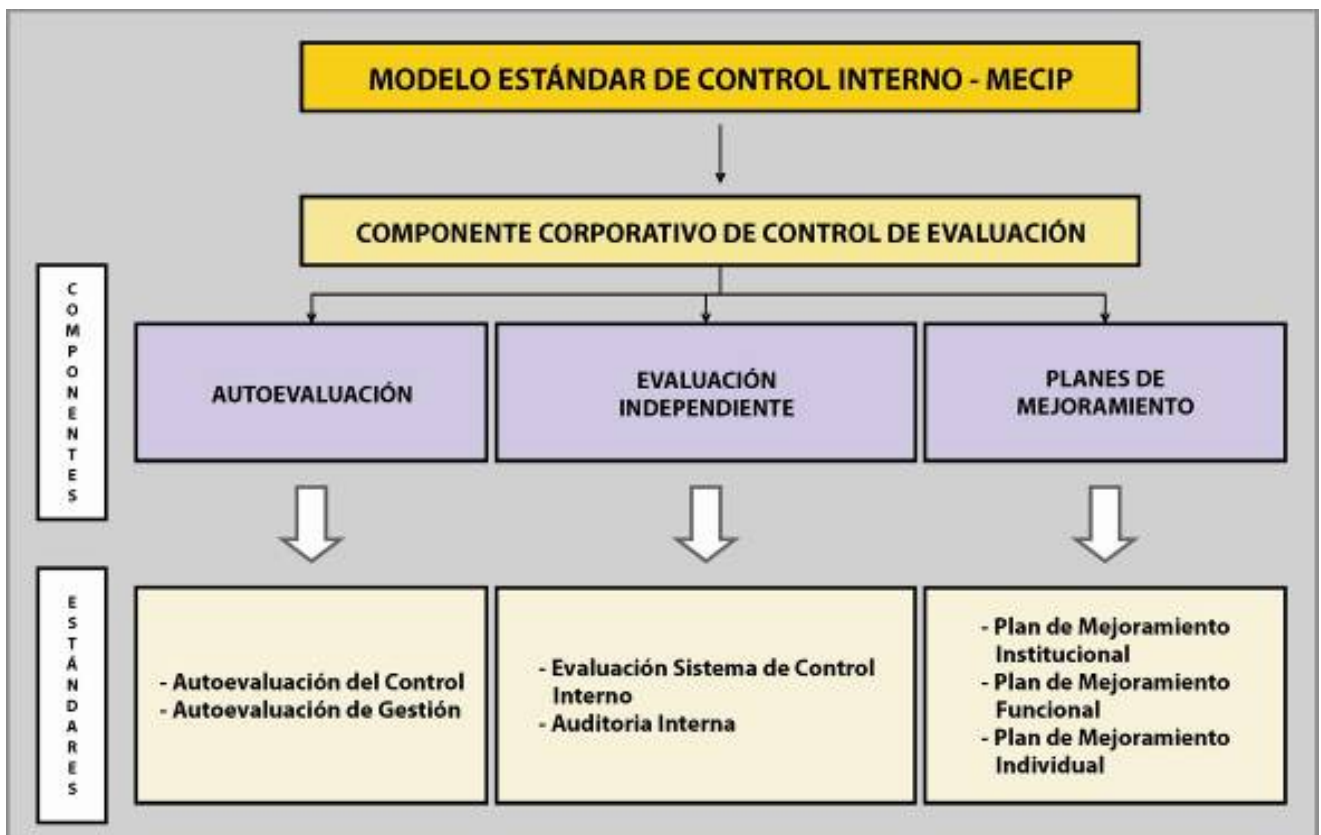 MODELO ESTÁNDAR DE CONTROL INTERNO - MECIP
COMPONENTE CORPORATIVO DE CONTROL DE EVALUACIÓN
COMPONENTES
AUTOEVALUACIÓN
EVALUACIÓN
INDEPENDIENTE
PLANES DE
MEJORAMIENTO
ESTÁNDARES
- Autoevaluación del Control
- Autoevaluación de Gestión
- Evaluación Sistema de Control
Interno
- Auditoria Interna
- Plan de Mejoramiento
Institucional
- Plan de Mejoramiento
Funcional
- Plan de Mejoramiento
Individual